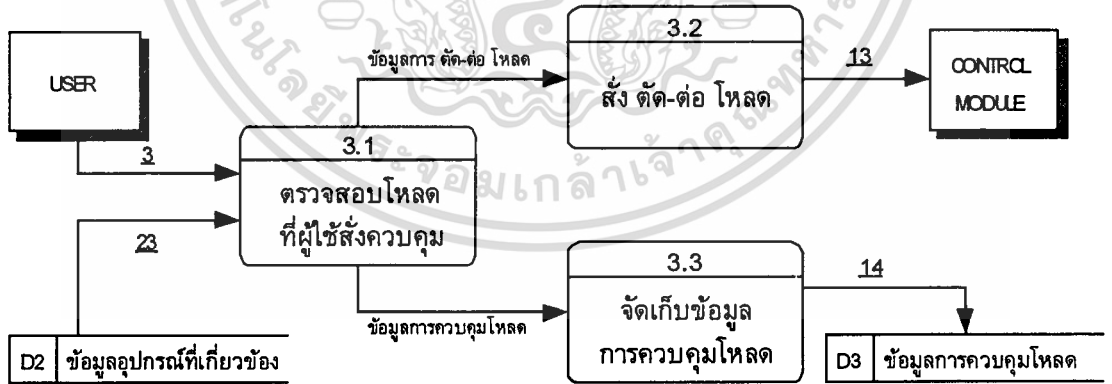 3.2
สั่ง ตัด-ต่อ โหลด
ข้อมูลการ ตัด-ต่อ โหลด
13
USER
CONTROL
MODULE
3
3.1
ตรวจสอบโหลด
ที่ผู้ใช้สั่งควบคุม
23
3.3
จัดเก็บข้อมูล
การควบคุมโหลด
14
ข้อมูลการควบคุมโหลด
D2 ข้อมูลอุปกรณ์ที่เกี่ยวข้อง
D3 ข้อมูลการควบคุมโหลด